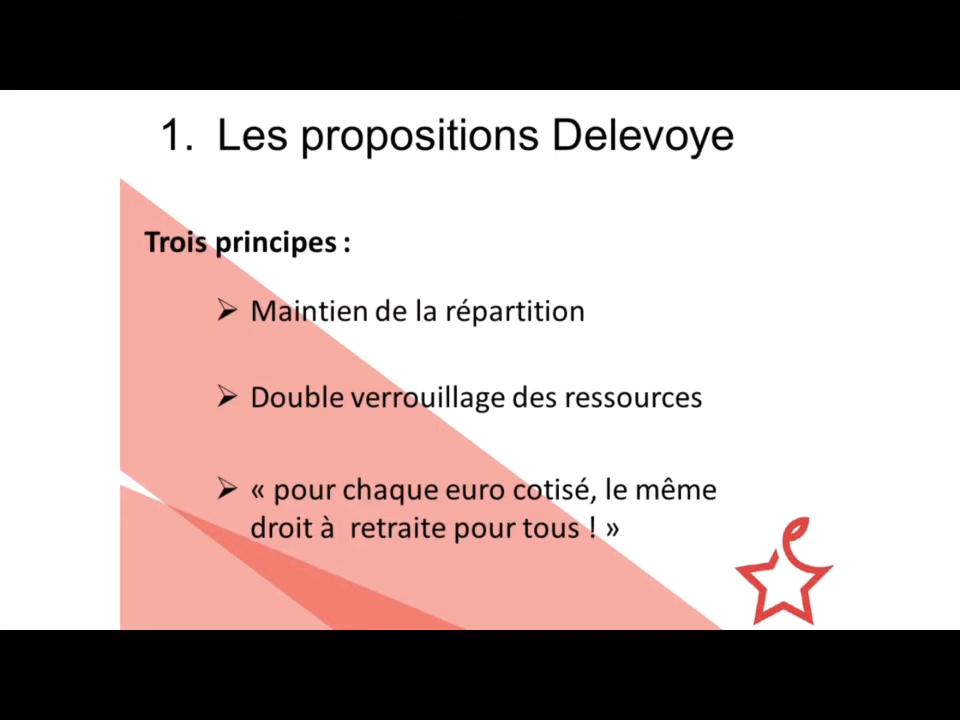 1. Les propositions Delevoye
Trois principes :
➢ Maintien de la répartition
➢ Double verrouillage des ressources
➢ « pour chaque euro cotisé, le même
droit à retraite pour tous ! »